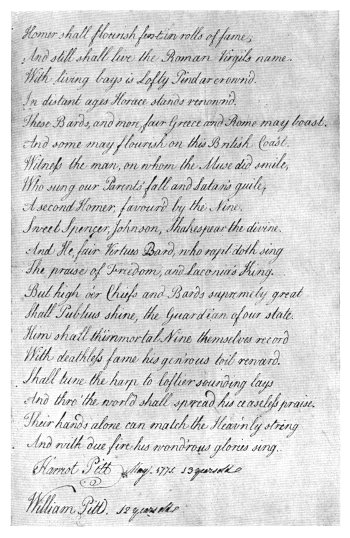 Homer shall flourish first in rolls of fame,
And still shall live the Roman Virgils name.
With living bays is Lofty Pindar crown'd.
In distant ages Horace stands renown'd.
These Bards, and more, fair Greece and Rome may boast.
And some may flourish on this British Coast.
Witness the man, on whom the Muse did smile,
Who sung our Parents' fall and Satan's guile;
A second Homer, favour'd by the Nine.
Sweet Spencer, Johnson, Shakespear the divine.
And He, fair Virtues Bard, who rapt doth sing
The praise of Freedom, and Laconia's King.
But high o'er Chiefs and Bards supremely great
Shall Publius shine, the Guardian of our state.
Him shall th'immortal Nine themselves record
With deathless fame his gen'rous toil reward.
Shall tune the harp to loftier sounding lays
And thro' the world shall spread his ceaseless praise.
Their hands alone can match the Heav'nly string
And with due fire his wondrous glories sing.
Harriot Pitt May. 1771 13 years old
William Pitt. 12 years old